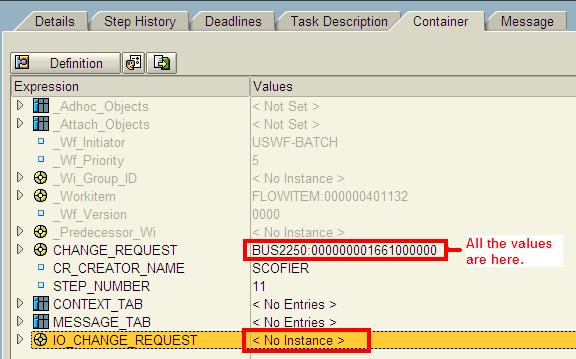 Details Step History Deadlines Task Description Container Message
Definition
Expression Values
_Adhoc_Objects < Not Set >
_Attach_Objects < Not Set >
_Wf_Initiator USWF-BATCH
_Wf_Priority 5
_Wi_Group_ID < No Instance >
_Workitem FLOWITEM:000000401132
_Wf_Version 0000
_Predecessor_Wi < No Instance >
CHANGE_REQUEST BUS2250:000000001661000000 All the values
are here.
CR_CREATOR_NAME SCOFIER
STEP_NUMBER 11
CONTEXT_TAB < No Entries >
MESSAGE_TAB < No Entries >
IO_CHANGE_REQUEST < No Instance >